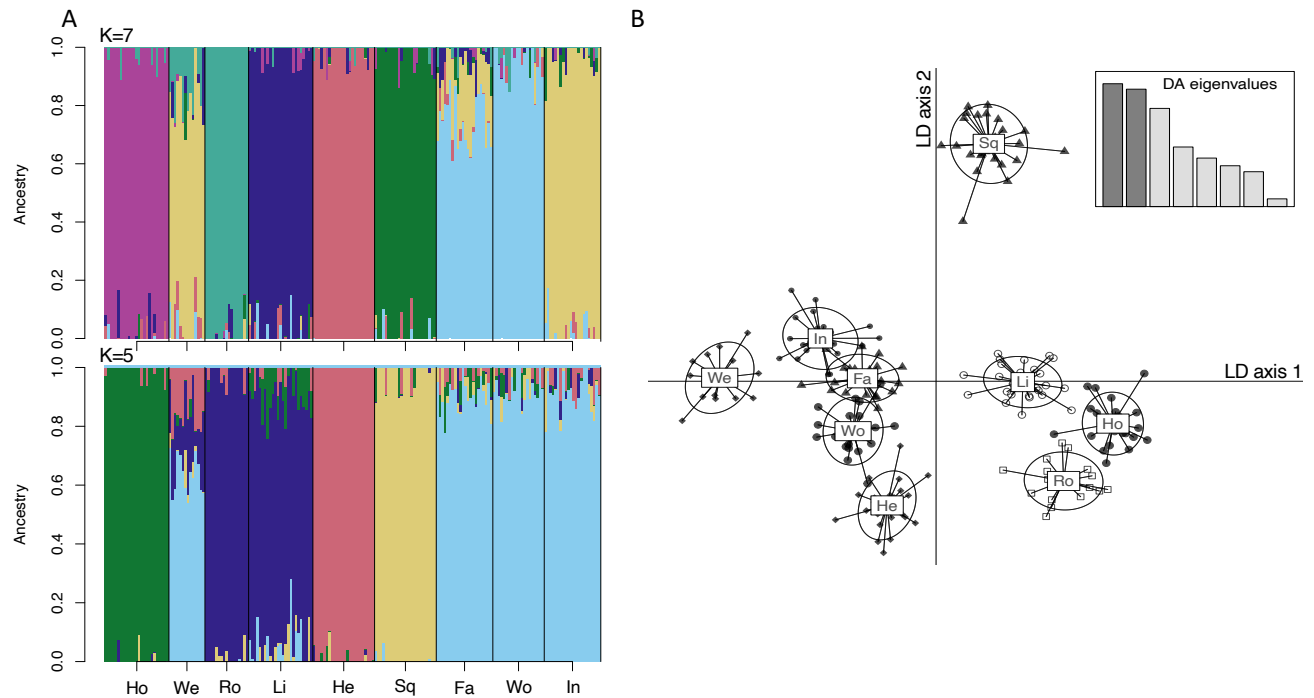 A
K=7
Ancestry
0.0 0.2 0.4 0.6 0.8 1.0
K=5
Ancestry
0.0 0.2 0.4 0.6 0.8 1.0
Ho We Ro Li He Sq Fa Wo In
B
LD axis 2
DA eigenvalues
Sq
In
We
Fa
Li
LD axis 1
Wo
Ho
Ro
He